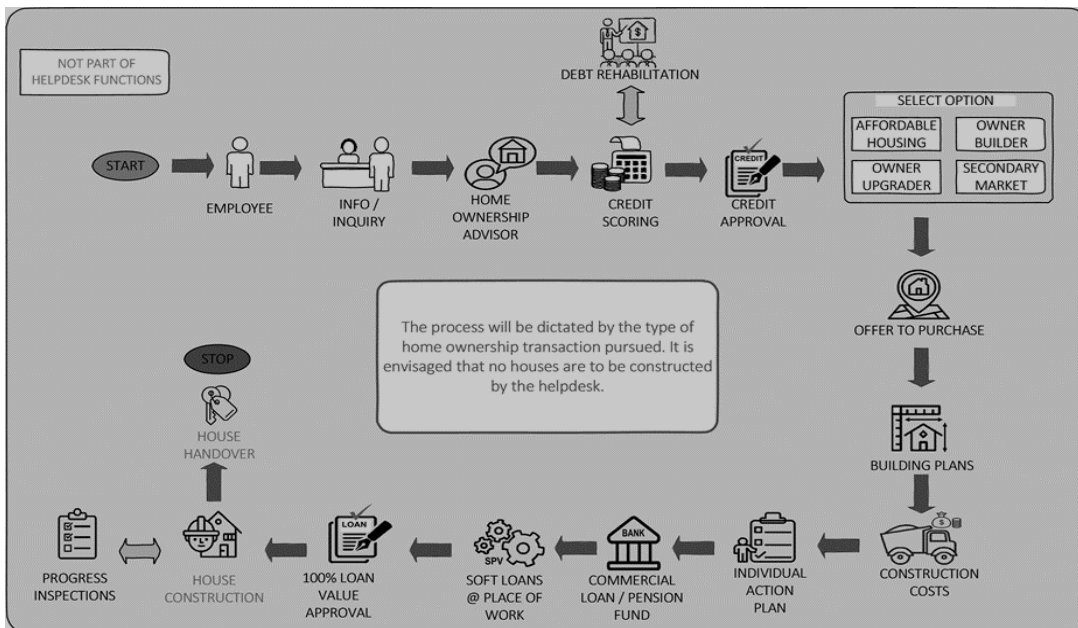 NOT PART OF
HELPDESK FUNCTIONS
DEBT REHABILITATION
START
EMPLOYEE
INFO /
INQUIRY
HOME
OWNERSHIP
ADVISOR
CREDIT
SCORING
CREDIT
CREDIT
APPROVAL
SELECT OPTION
AFFORDABLE
HOUSING
OWNER
BUILDER
OWNER
UPGRADER
SECONDARY
MARKET
OFFER TO PURCHASE
The process will be dictated by the type of
home ownership transaction pursued. It is
envisaged that no houses are to be constructed
by the helpdesk.
BUILDING PLANS
CONSTRUCTION
COSTS
INDIVIDUAL
ACTION
PLAN
BANK
COMMERCIAL
LOAN / PENSION
FUND
SPV
SOFT LOANS
@ PLACE OF
WORK
LOAN
100% LOAN
VALUE
APPROVAL
HOUSE
CONSTRUCTION
PROGRESS
INSPECTIONS
HOUSE
HANDOVER
STOP